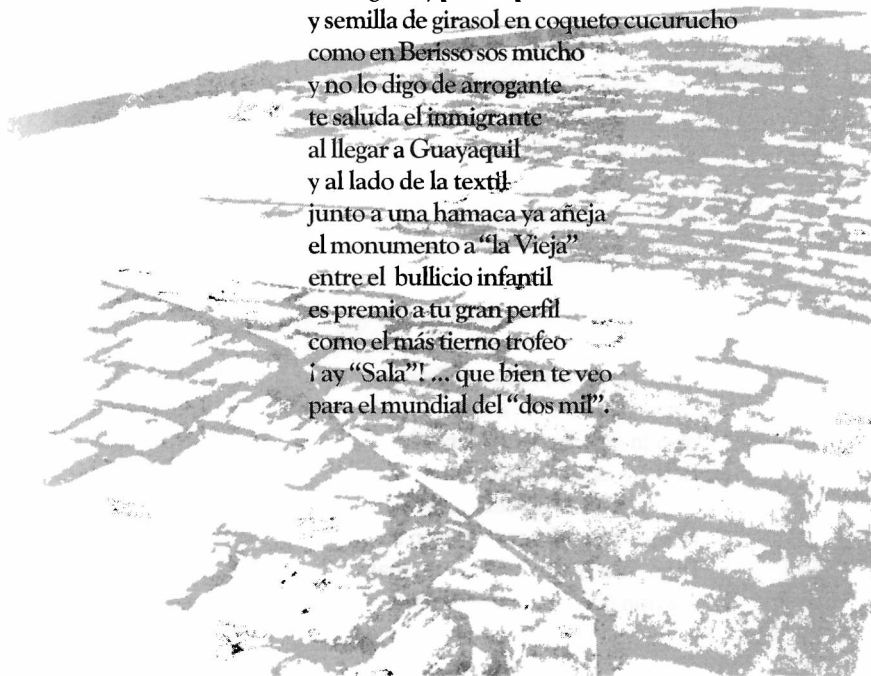 y semilla de girasol en coqueto cucurucho
como en Berisso sos mucho
y no lo digo de arrogante
te saluda el inmigrante
al llegar a Guayaquil
y al lado de la textil
junto a una hamaca ya añeja
el monumento a “la Vieja”
entre el bullicio infantil
es premio a tu gran perfil
como el más tierno trofeo
¡ ay “Sala”! ... que bien te veo
para el mundial del “dos mil”.